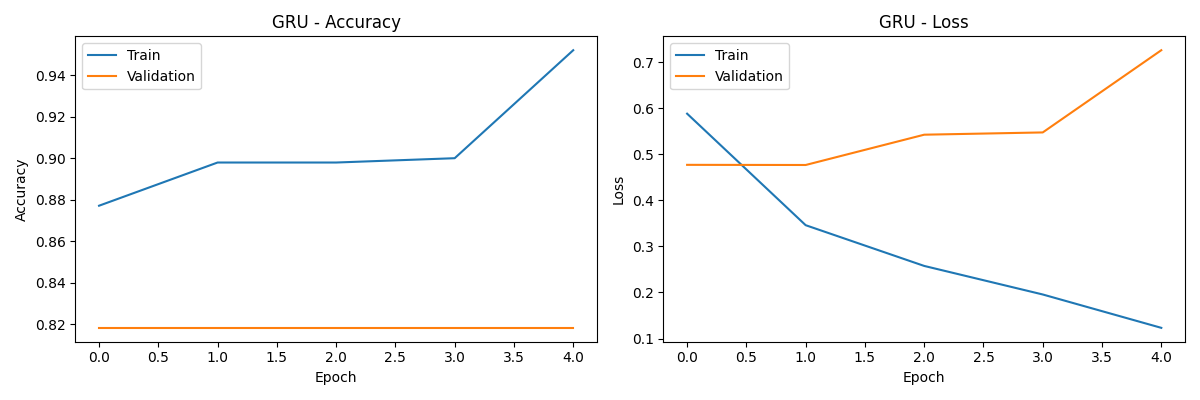 GRU - Accuracy
Train
Validation
0.94
0.92
0.90
0.88
0.86
0.84
0.82
Accuracy
0.0 0.5 1.0 1.5 2.0 2.5 3.0 3.5 4.0
Epoch
GRU - Loss
Train
Validation
0.7
0.6
0.5
0.4
0.3
0.2
0.1
Loss
0.0 0.5 1.0 1.5 2.0 2.5 3.0 3.5 4.0
Epoch